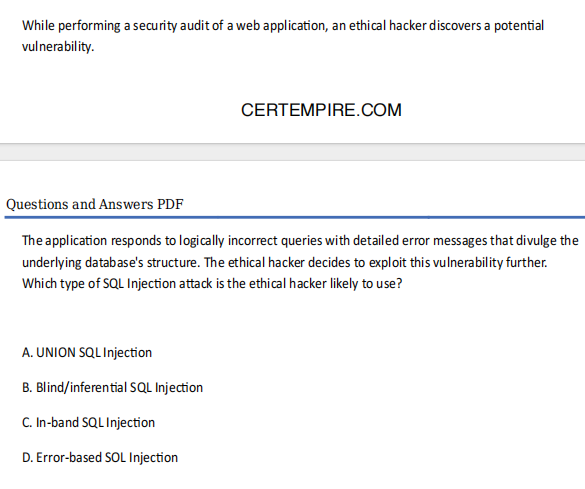 While performing a security audit of a web application, an ethical hacker discovers a potential
vulnerability.
CERTEMPIRE.COM
Questions and Answers PDF
The application responds to logically incorrect queries with detailed error messages that divulge the
underlying database's structure. The ethical hacker decides to exploit this vulnerability further.
Which type of SQL Injection attack is the ethical hacker likely to use?
A. UNION SQL Injection
B. Blind/inferential SQL Injection
C. In-band SQL Injection
D. Error-based SOL Injection